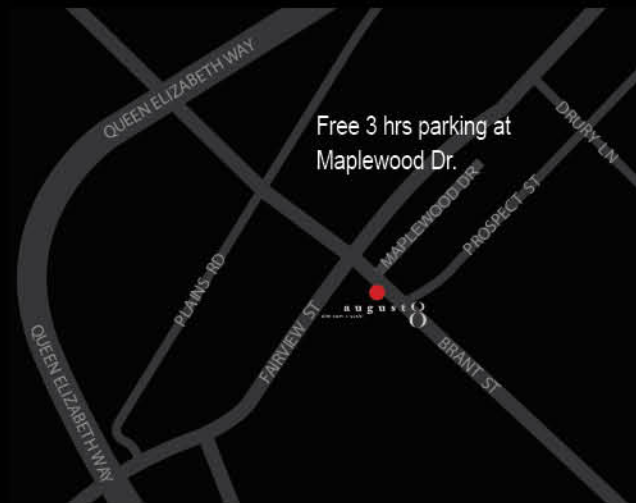 QUEEN ELIZABETH WAY
Free 3 hrs parking at
Maplewood Dr.
DRURY LN
MAPLEWOOD DR
PROSPECT ST
PLAINS RD
august 8
FAIRVIEW ST
BRANT ST
QUEEN ELIZABETH WAY